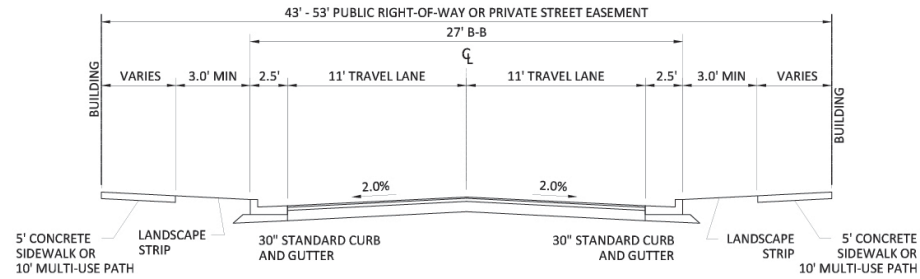 43' - 53' PUBLIC RIGHT-OF-WAY OR PRIVATE STREET EASEMENT
27' B-B
℄
BUILDING
VARIES
3.0' MIN
2.5'
11' TRAVEL LANE
11' TRAVEL LANE
2.5'
3.0' MIN
VARIES
BUILDING
2.0%
2.0%
5' CONCRETE
SIDEWALK OR
10' MULTI-USE PATH
LANDSCAPE
STRIP
30" STANDARD CURB
AND GUTTER
30" STANDARD CURB
AND GUTTER
LANDSCAPE
STRIP
5' CONCRETE
SIDEWALK OR
10' MULTI-USE PATH